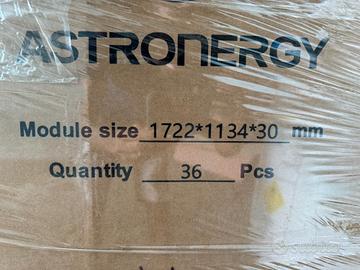 ASTRONERGY
Module size 1722*1134*30 mm
Quantity 36 Pcs